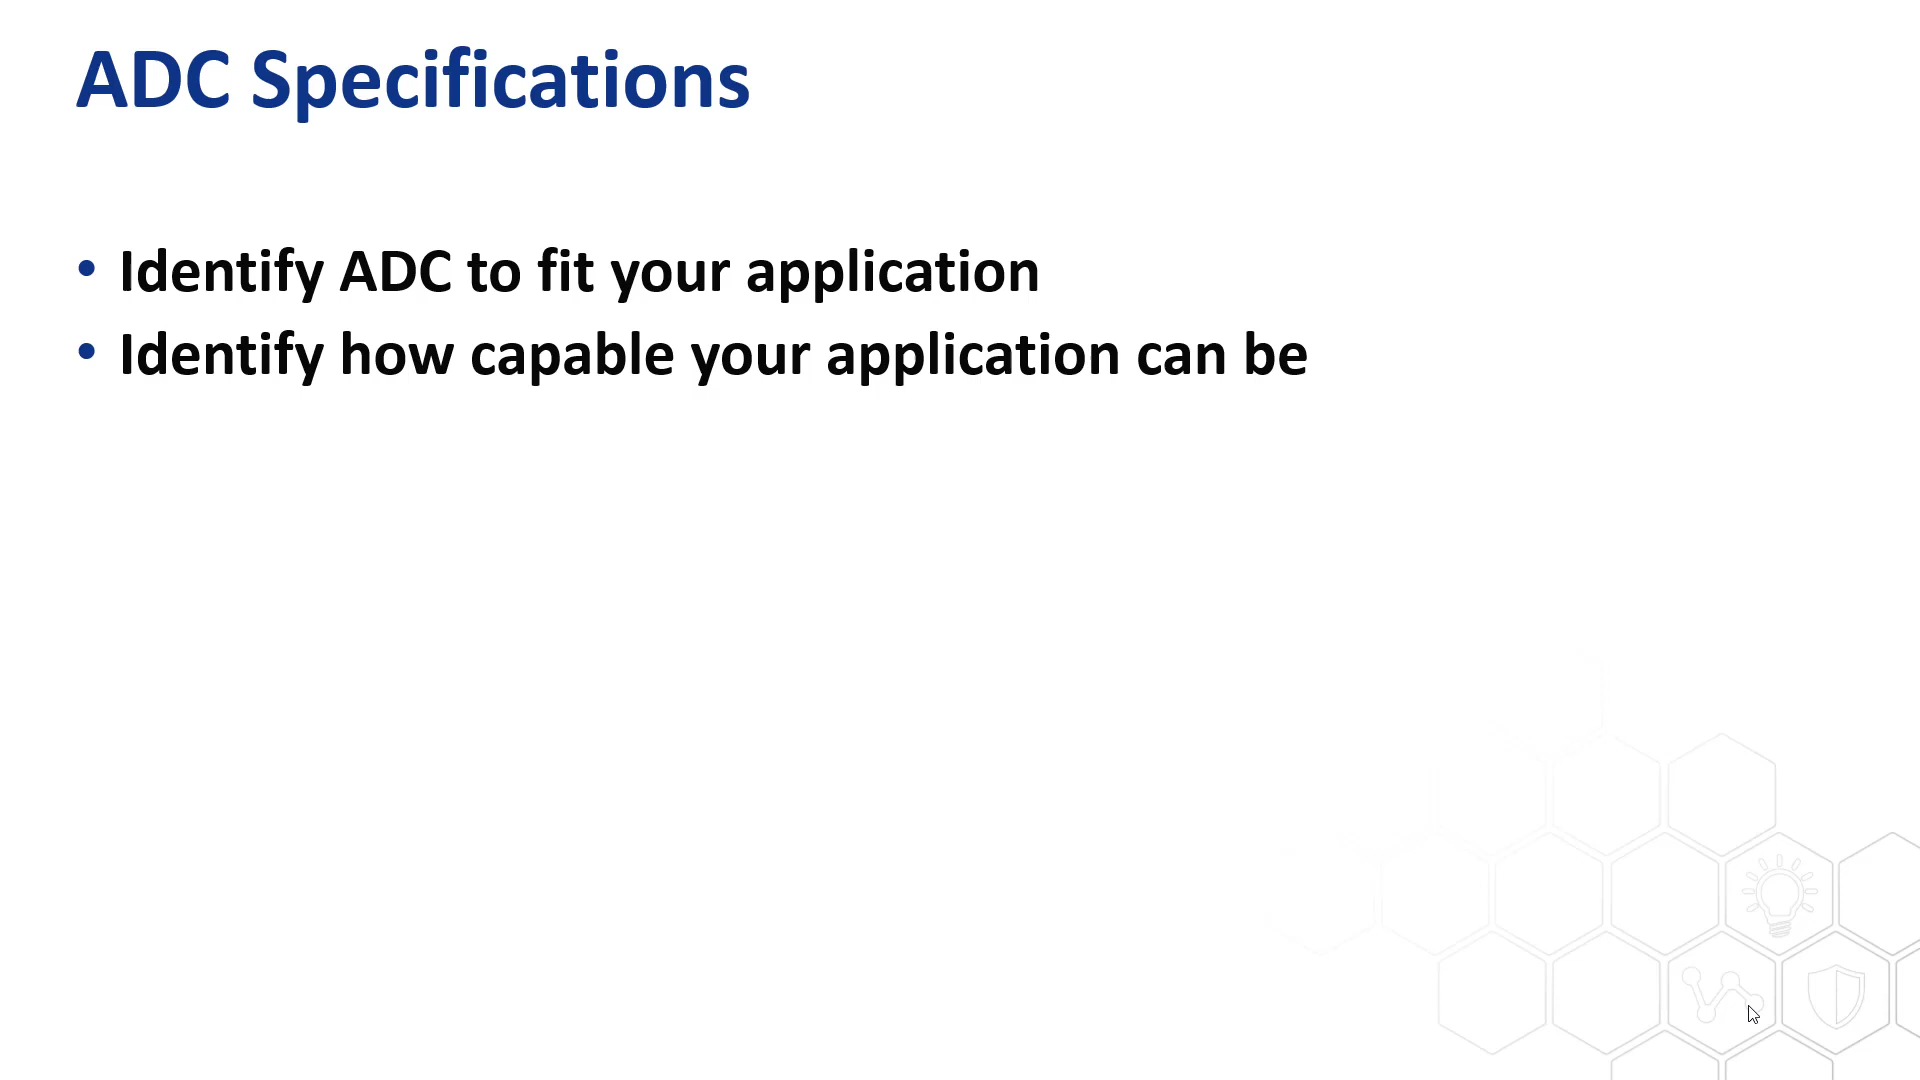 ADC Specifications
• Identify ADC to fit your application
• Identify how capable your application can be